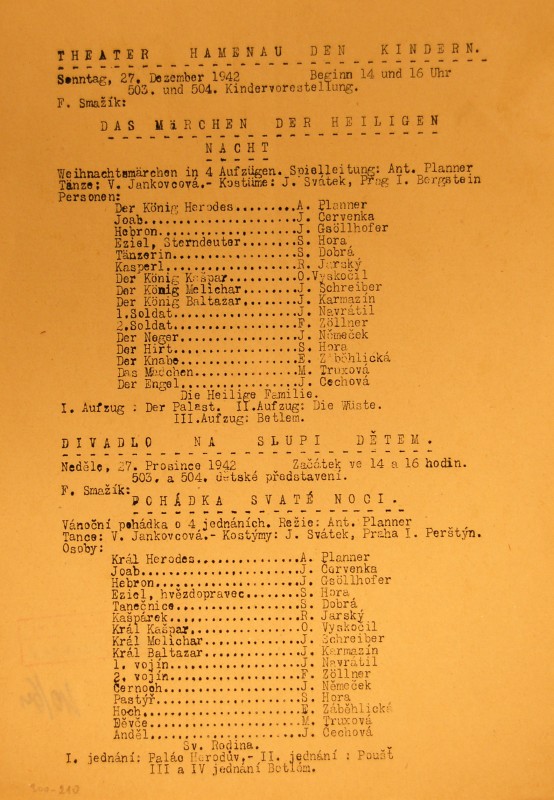 THEATER HAMENAU DEN KINDERN.
Sonntag, 27. Dezember 1942 Beginn 14 und 16 Uhr
503. und 504. Kindervorestellung.
F. Smažík:
DAS MäRCHEN DER HEILIGEN
NACHT
Weihnachtsmärchen in 4 Aufzügen. Spielleitung: Ant. Planner
Tänze: V. Jankovcová.- Kostüme: J. Svátek, Prag I. Bergstein
Personen:
Der König Herodes........A. Planner
Joab.....................J. Červenka
Hebron...................J. Gsöllhofer
Eziel, Sterndeuter.......S. Hora
Tänzerin.................S. Dobrá
Kasperl..................R. Jarský
Der König Kašpar.........O.Vyskočil
Der König Melichar.......J. Schreiber
Der König Baltazar.......J. Karmazín
1.Soldat.................J. Navrátil
2.Soldat.................F. Zöllner
Der Neger................J. Němeček
Der Hirt.................S. Hora
Der Knabe................E. Záběhlická
Das Mädchen..............M. Truxová
Der Engel................J. Čechová
Die Heilige Familie.
I. Aufzug : Der Palast. II.Aufzug: Die Wüste.
III.Aufzug: Betlem.
DIVADLO NA SLUPI DĚTEM.
Neděle, 27. Prosince 1942 Začátek ve 14 a 16 hodin.
503. a 504. dětské představení.
F. Smažík:
POHÁDKA SVATÉ NOCI.
Vánoční pohádka o 4 jednáních. Režie: Ant. Planner
Tance: V. Jankovcová.- Kostýmy: J. Svátek, Praha I. Perštýn.
Osoby:
Král Herodes.............A. Planner
Joab.....................J. Červenka
Hebron...................J. Gsöllhofer
Eziel, hvězdopravec......S. Hora
Tanečnice................S. Dobrá
Kašpárek.................R. Jarský
Král Kašpar..............O. Vyskočil
Král Melichar............J. Schreiber
Král Baltazar............J. Karmazín
1. vojín.................J. Navrátil
2. vojín.................F. Zöllner
Černoch..................J. Němeček
Pastýř...................S. Hora
Hoch.....................E. Záběhlická
Děvče....................M. Truxová
Anděl....................J. Čechová
Sv. Rodina.
I. jednání: Palác Herodův.- II. jednání : Poušť
III a IV jednání Betlém.